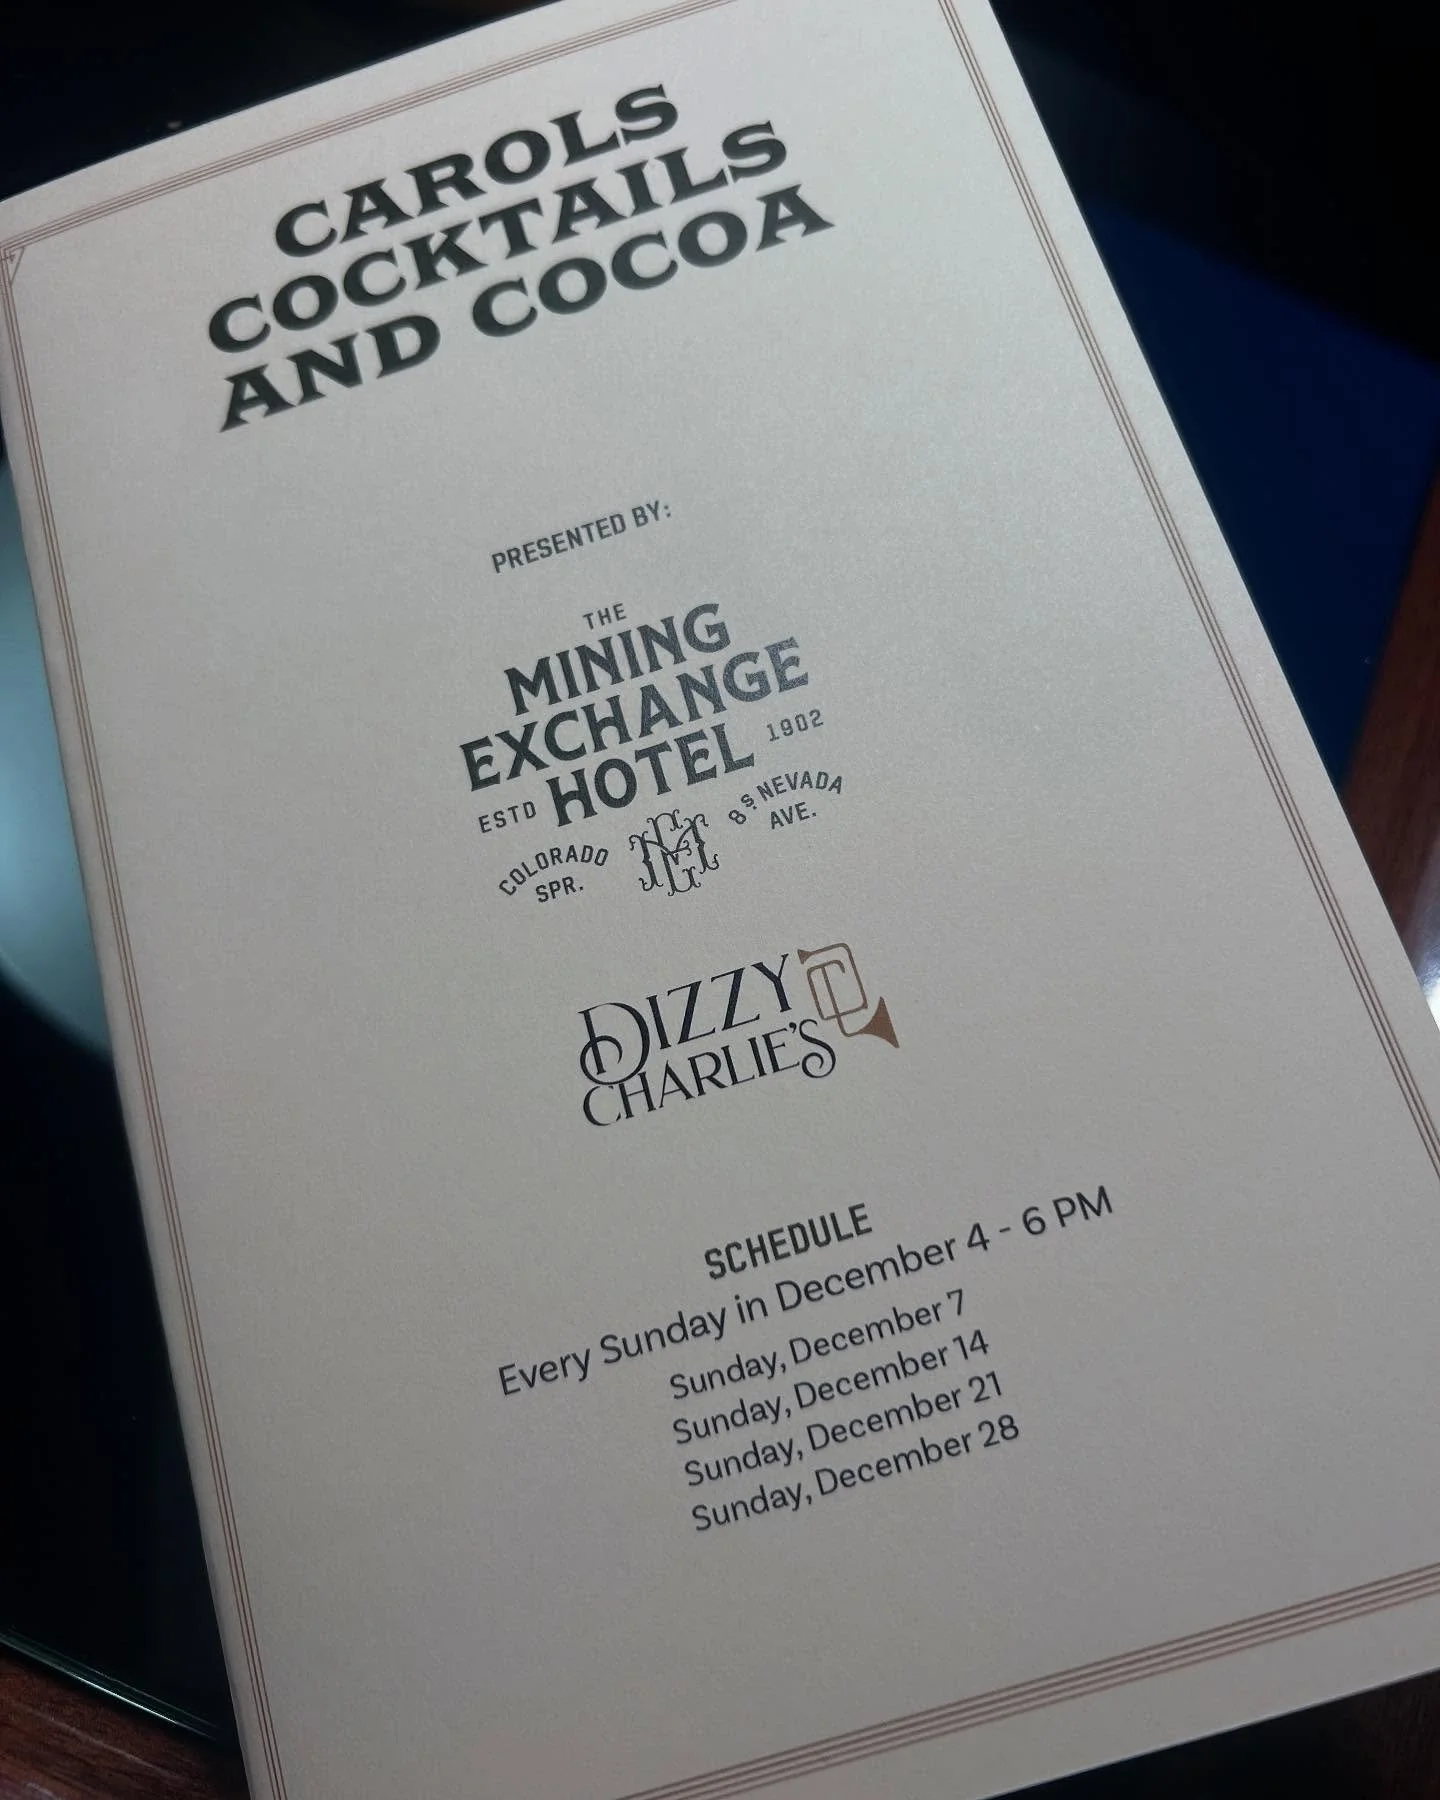 CAROLS
COCKTAILS
AND COCOA
PRESENTED BY:
THE
MINING
EXCHANGE
ESTD HOTEL 1902
COLORADO
SPR.
ME
8 S NEVADA
AVE.
DIZZY
CHARLIE'S
DC
SCHEDULE
Every Sunday in December 4 - 6 PM
Sunday, December 7
Sunday, December 14
Sunday, December 21
Sunday, December 28